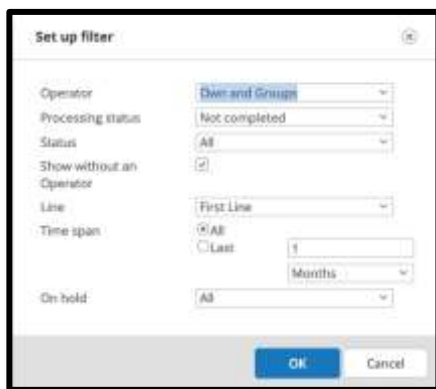 Set up filter
Operator Own and Groups
Processing status Not completed
Status All
Show without an
Operator
Line First Line
Time span All
Last 1
Months
On hold All
OK Cancel